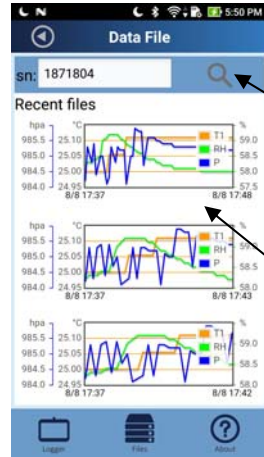 L N 5:50 PM
Data File
sn: 1871804
Recent files
hpa °C %
985.5 25.10 T1 59.0
985.0 25.05 RH 58.5
984.5 25.00 P 58.0
984.0 24.95 57.5
8/8 17:37 8/8 17:48
hpa °C %
985.5 25.10 T1 59.0
985.0 25.05 RH
984.5 25.00 P 58.5
984.0 24.95
8/8 17:37 8/8 17:43
hpa °C %
985.5 25.10 T1
985.0 25.05 RH 59.0
984.5 25.00 P
984.0 24.95 58.5
8/8 17:37 8/8 17:42
Logger Files About